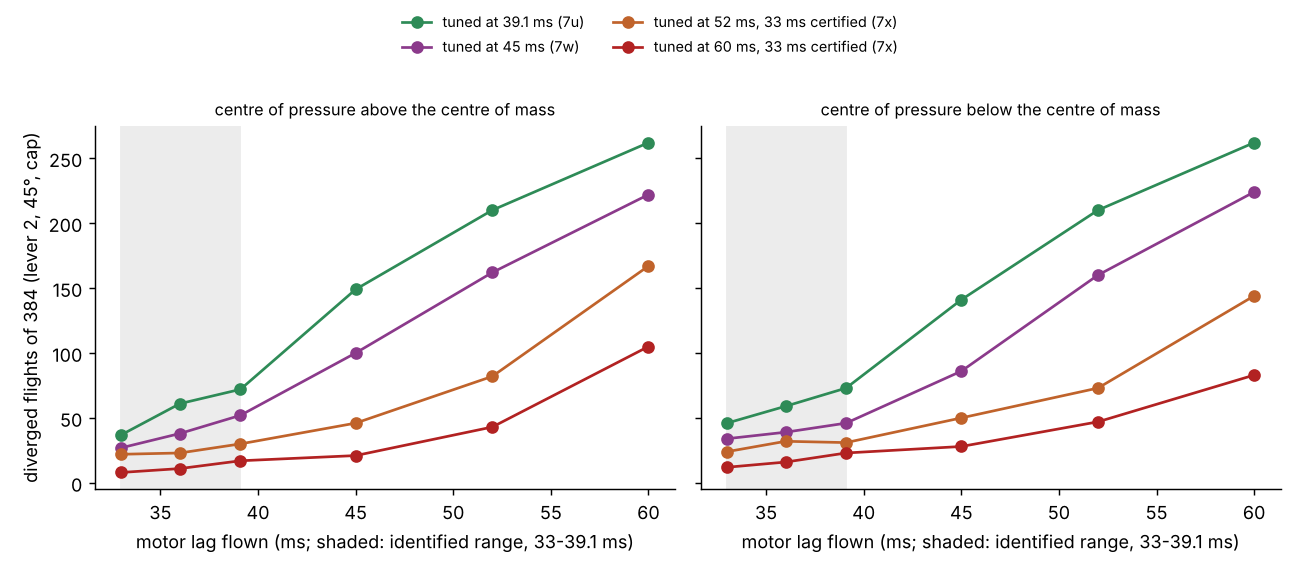 tuned at 39.1 ms (7u)
tuned at 45 ms (7w)
tuned at 52 ms, 33 ms certified (7x)
tuned at 60 ms, 33 ms certified (7x)
centre of pressure above the centre of mass
centre of pressure below the centre of mass
diverged flights of 384 (lever 2, 45°, cap)
250
200
150
100
50
0
35 40 45 50 55 60
35 40 45 50 55 60
motor lag flown (ms; shaded: identified range, 33-39.1 ms)
motor lag flown (ms; shaded: identified range, 33-39.1 ms)